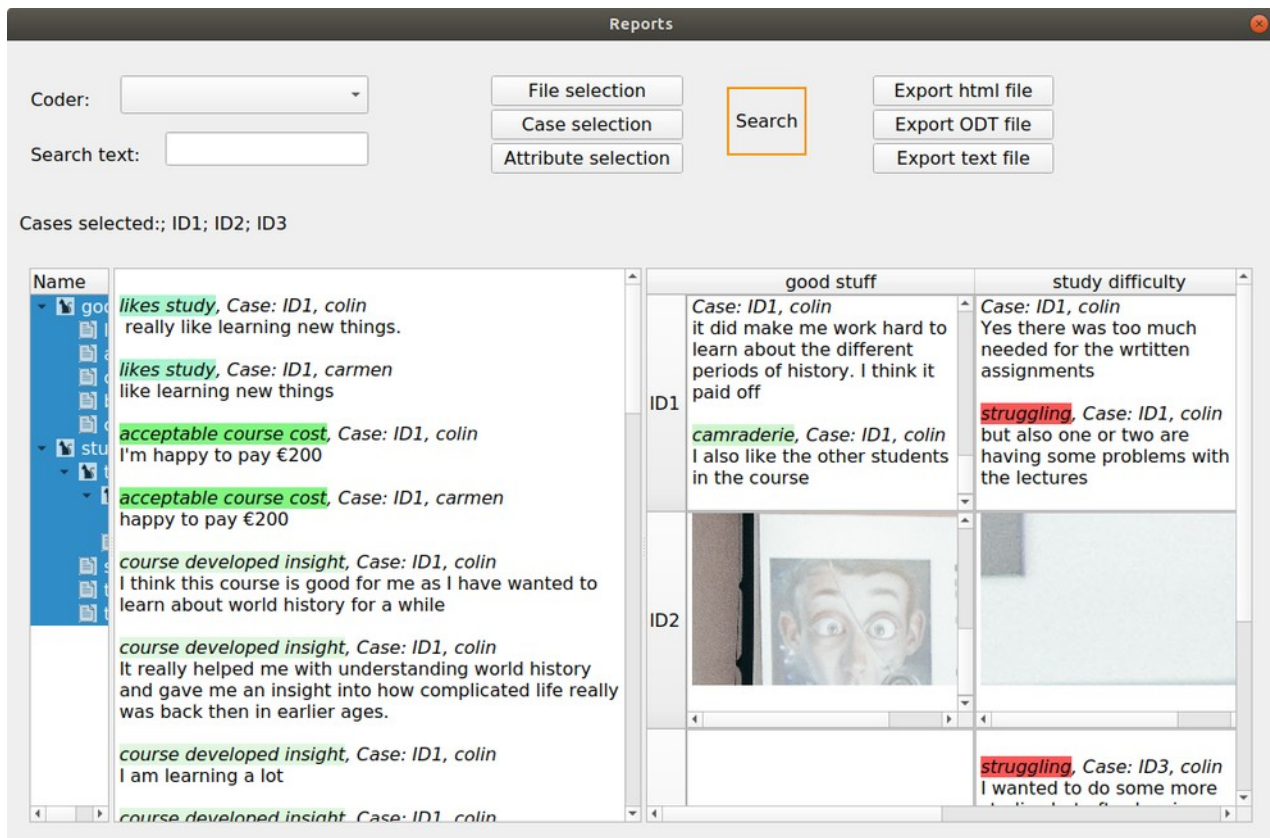 Reports
Coder:
Search text:
File selection
Case selection
Attribute selection
Search
Export html file
Export ODT file
Export text file
Cases selected:; ID1; ID2; ID3
Name
likes study, Case: ID1, colin
really like learning new things.
likes study, Case: ID1, carmen
like learning new things
acceptable course cost, Case: ID1, colin
I'm happy to pay €200
acceptable course cost, Case: ID1, carmen
happy to pay €200
course developed insight, Case: ID1, colin
I think this course is good for me as I have wanted to
learn about world history for a while
course developed insight, Case: ID1, colin
It really helped me with understanding world history
and gave me an insight into how complicated life really
was back then in earlier ages.
course developed insight, Case: ID1, colin
I am learning a lot
course developed insight, Case: ID1, colin
good stuff
study difficulty
ID1
Case: ID1, colin
it did make me work hard to
learn about the different
periods of history. I think it
paid off
camraderie, Case: ID1, colin
I also like the other students
in the course
Case: ID1, colin
Yes there was too much
needed for the wrtitten
assignments
struggling, Case: ID1, colin
but also one or two are
having some problems with
the lectures
ID2
struggling, Case: ID3, colin
I wanted to do some more